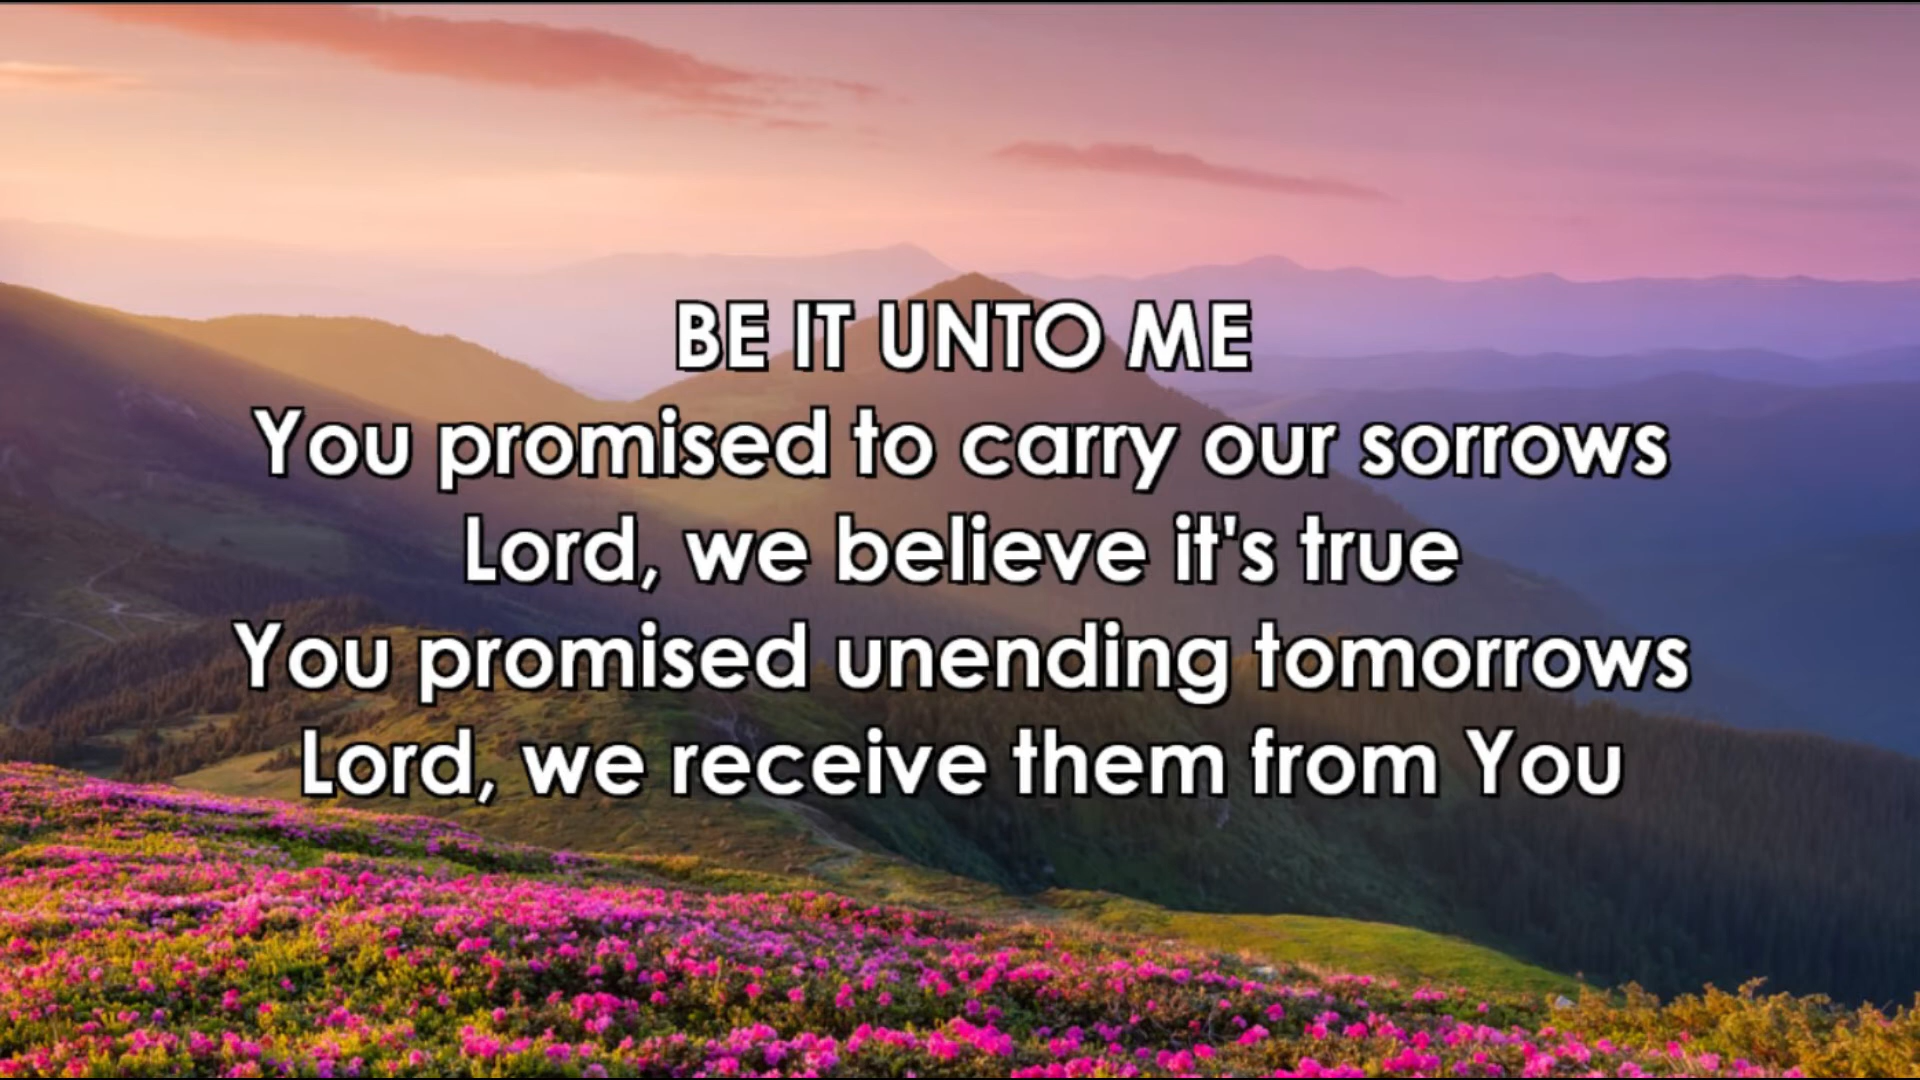 BE IT UNTO ME
You promised to carry our sorrows
Lord, we believe it's true
You promised unending tomorrows
Lord, we receive them from You